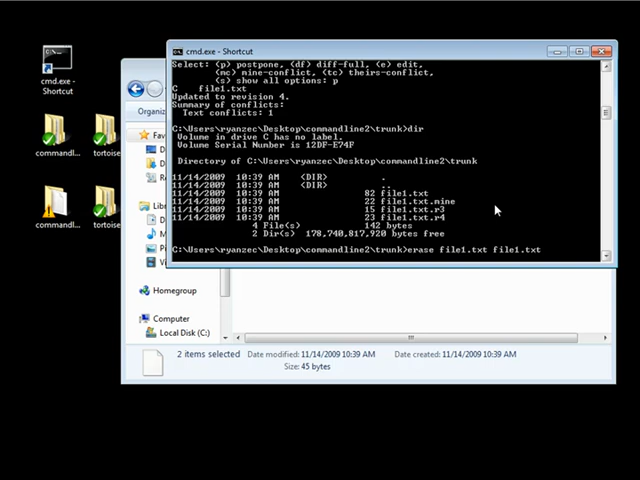 cmd.exe - Shortcut
cmd.exe -
Shortcut
commandl...
tortoise
commandl...
tortoise
Organiz
Fav
D
D
R
Libr
D
M
Pi
Vi
Homegroup
Computer
Local Disk (C:)
Select: (p) postpone, (df) diff-full, (e) edit,
(mc) mine-conflict, (tc) theirs-conflict,
(s) show all options: p
C    file1.txt
Updated to revision 4.
Summary of conflicts:
Text conflicts: 1
C:\Users\ryanzec\Desktop\commandline2\trunk>dir
Volume in drive C has no label.
Volume Serial Number is 12DF-E74F
Directory of C:\Users\ryanzec\Desktop\commandline2\trunk
11/14/2009  10:39 AM    <DIR>          .
11/14/2009  10:39 AM    <DIR>          ..
11/14/2009  10:39 AM                82 file1.txt
11/14/2009  10:39 AM                22 file1.txt.mine
11/14/2009  10:39 AM                15 file1.txt.r3
11/14/2009  10:39 AM                23 file1.txt.r4
4 File(s)            142 bytes
2 Dir(s)  178,740,817,920 bytes free
C:\Users\ryanzec\Desktop\commandline2\trunk>erase file1.txt file1.txt
2 items selected
Date modified: 11/14/2009 10:39 AM
Date created: 11/14/2009 10:39 AM
Size: 45 bytes